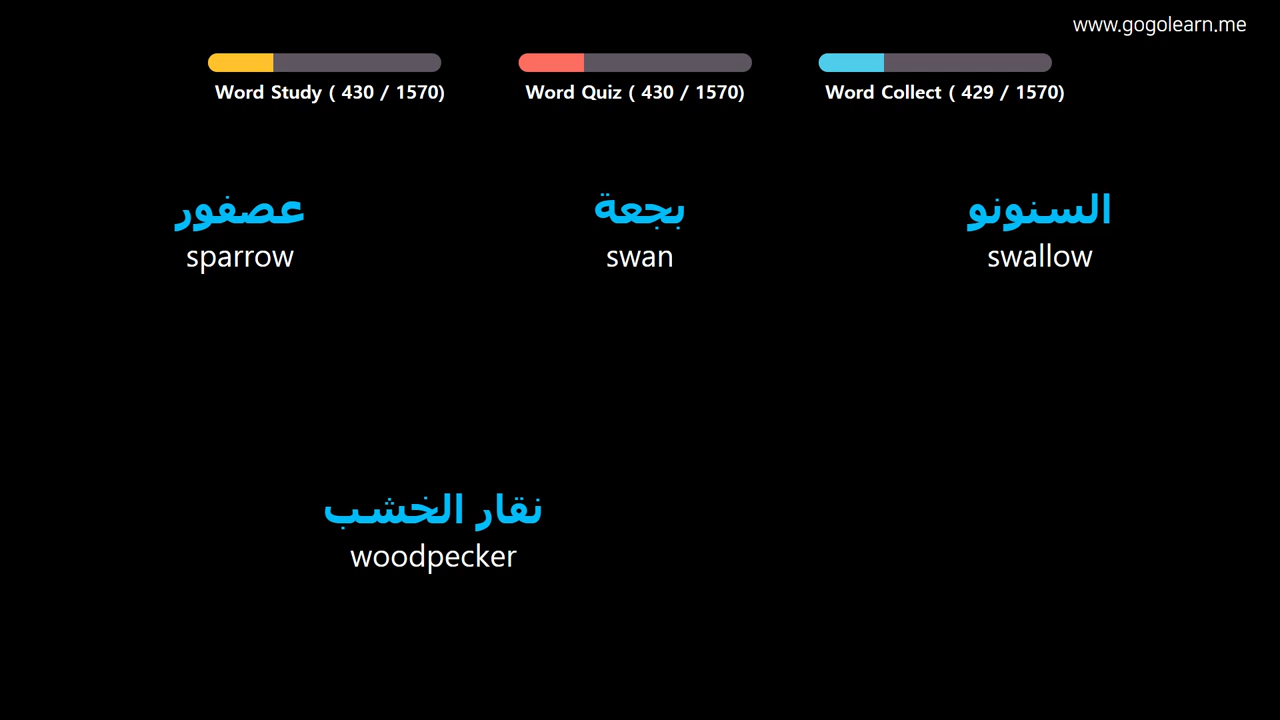 www.gogolearn.me
Word Study ( 430 / 1570)
Word Quiz ( 430 / 1570)
Word Collect ( 429 / 1570)
عصفور
sparrow
بجعة
swan
السنونو
swallow
نقار الخشب
woodpecker